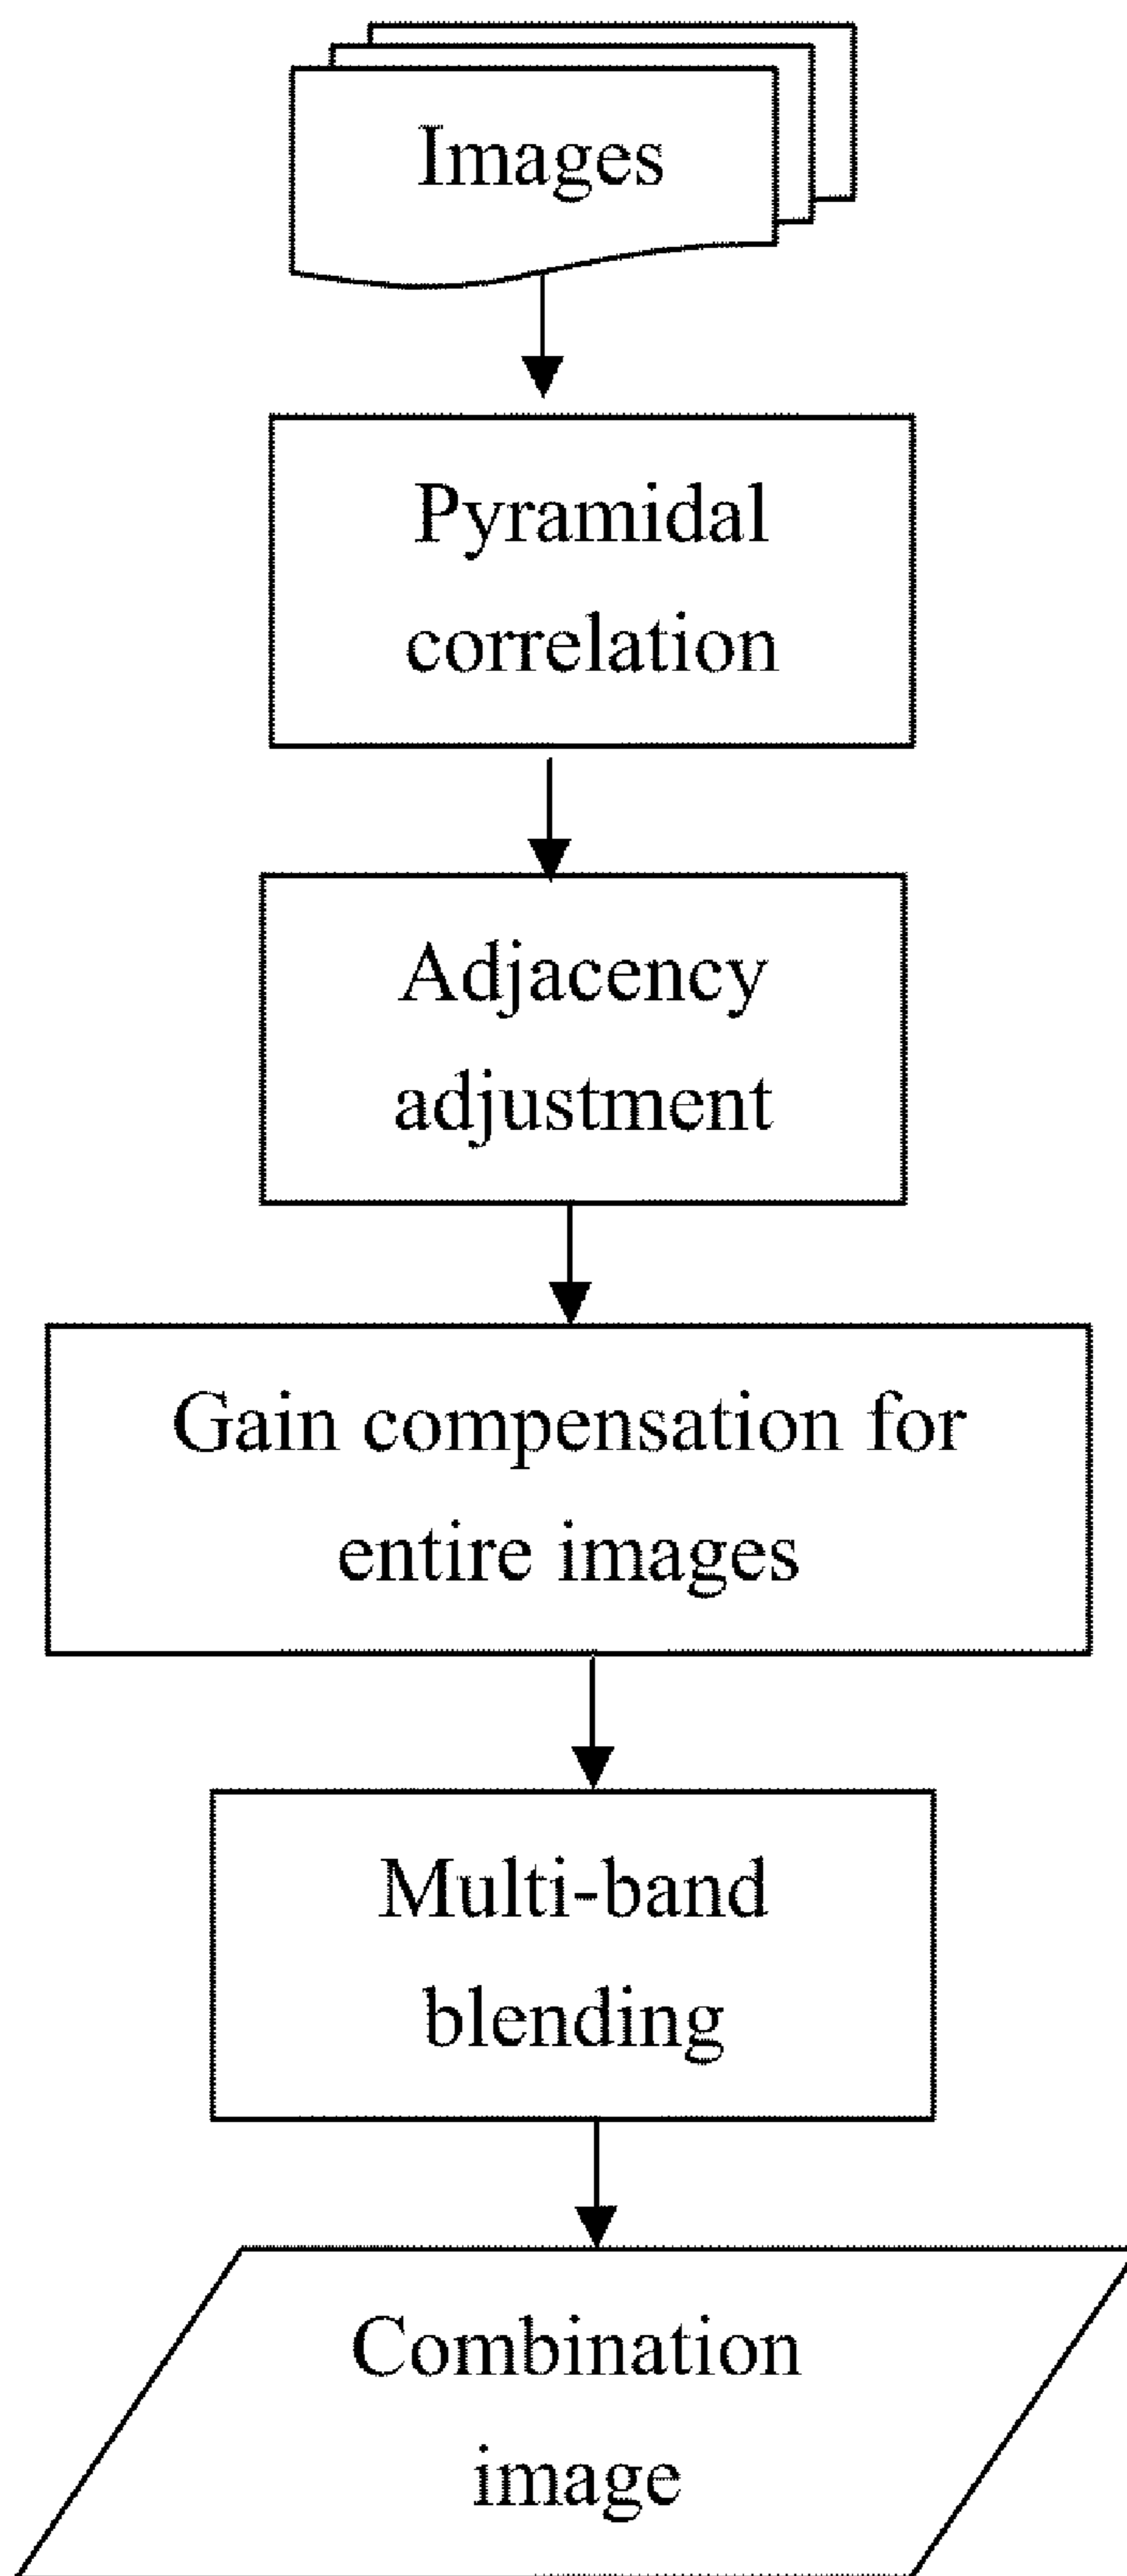 Images
Pyramidal
correlation
Adjacency
adjustment
Gain compensation for
entire images
Multi-band
blending
Combination
image